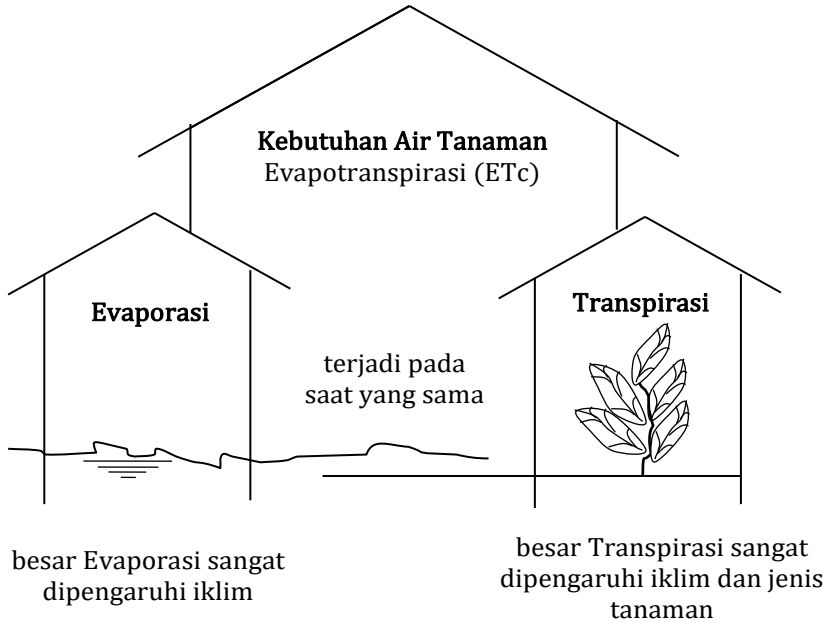 Kebutuhan Air Tanaman
Evapotranspirasi (ETc)
Evaporasi
Transpirasi
terjadi pada
saat yang sama
besar Evaporasi sangat
dipengaruhi iklim
besar Transpirasi sangat
dipengaruhi iklim dan jenis
tanaman